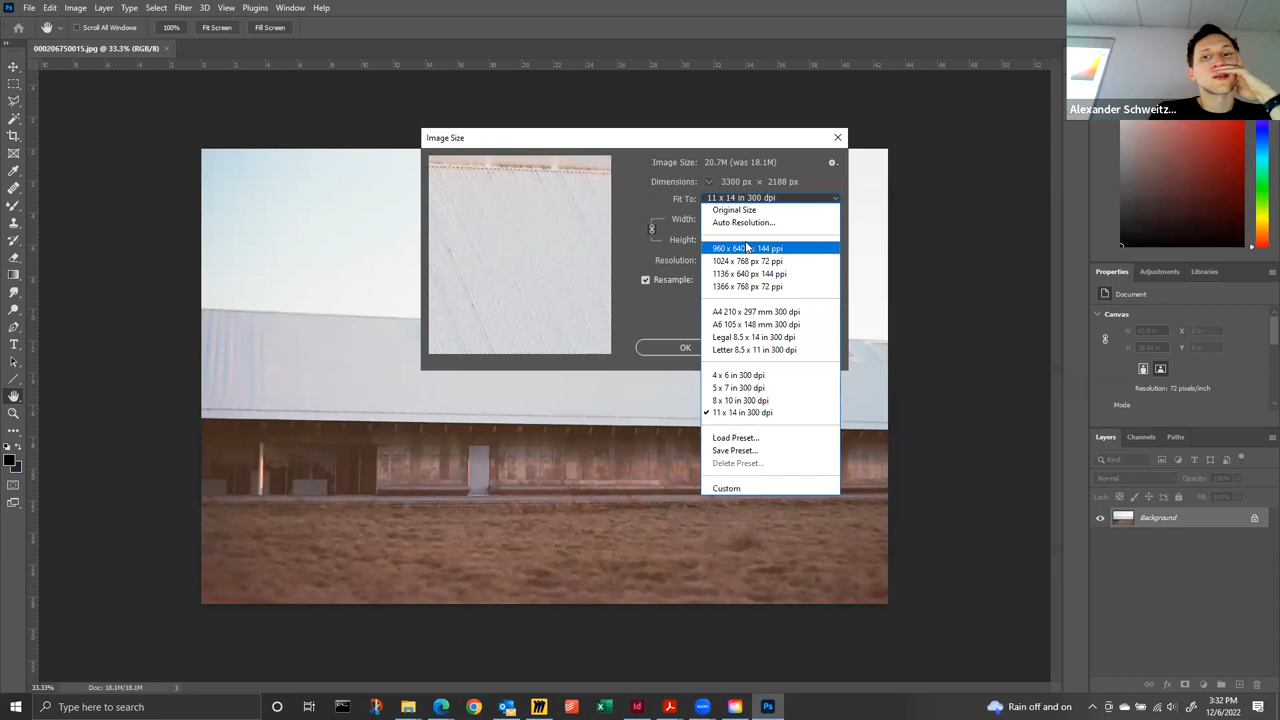 Ps File Edit Image Layer Type Select Filter 3D View Plugins Window Help
Scroll All Windows 100% Fit Screen Fill Screen
000206750015.jpg @ 33.3% (RGB/8) ×
Alexander Schweitz...
Image Size
Image Size: 20.7M (was 18.1M)
Dimensions: 3300 px × 2188 px
Fit To: 11 x 14 in 300 dpi
Width:
Height:
Resolution:
Resample:
OK
Original Size
Auto Resolution...
1024 x 768 px 72 ppi
1136 x 640 px 144 ppi
1366 x 768 px 72 ppi
A4 210 x 297 mm 300 dpi
A6 105 x 148 mm 300 dpi
Legal 8.5 x 14 in 300 dpi
Letter 8.5 x 11 in 300 dpi
4 x 6 in 300 dpi
5 x 7 in 300 dpi
8 x 10 in 300 dpi
11 x 14 in 300 dpi
Load Preset...
Save Preset...
Delete Preset...
Custom
Properties Adjustments Libraries
Document
Canvas
W X
H Y
Resolution: 72 pixels/inch
Mode
Layers Channels Paths
Kind
Normal Opacity: 100%
Lock: Fill: 100%
Background
33.33% Doc: 18.1M/18.1M
Type here to search
Rain off and on
3:32 PM
12/6/2022